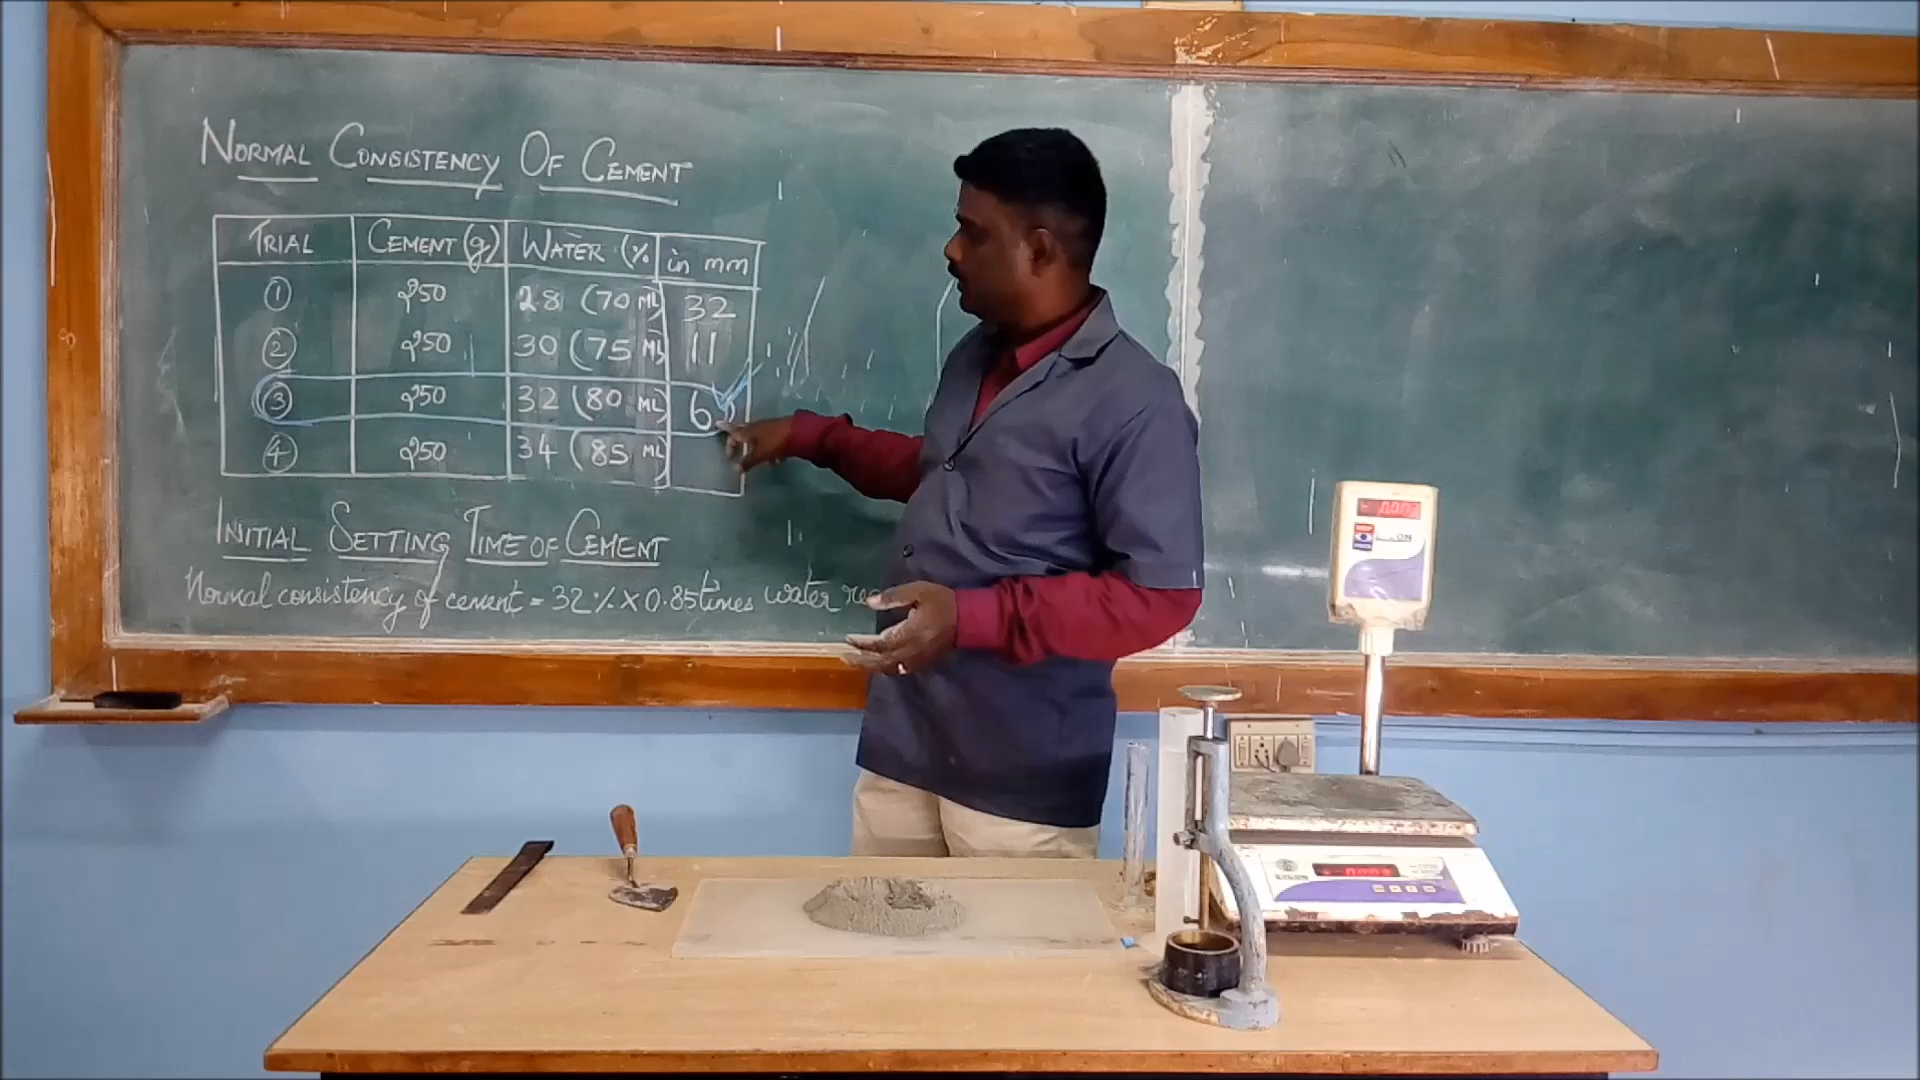 NORMAL CONSISTENCY OF CEMENT
TRIAL CEMENT (g) WATER (% in mm
① 250 28 (70 ML) 32
② 250 30 (75 ML) 11
③ 250 32 (80 ML) 6
④ 250 34 (85 ML)
INITIAL SETTING TIME OF CEMENT
Normal consistency of cement = 32% X 0.85 times water